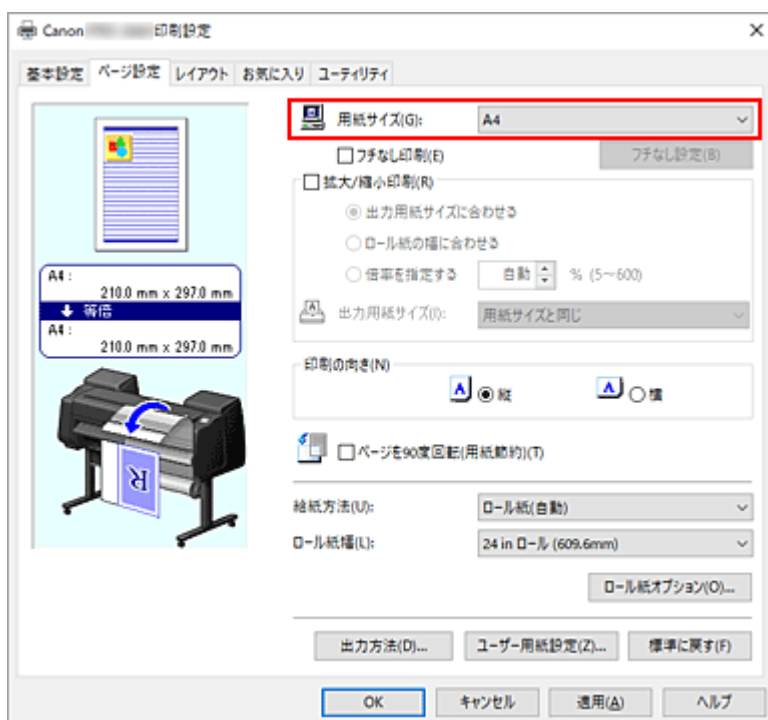 Canon 印刷設定
基本設定 ページ設定 レイアウト お気に入り ユーティリティ
用紙サイズ(G): A4
フチなし印刷(E) フチなし設定(B)
拡大/縮小印刷(R)
出力用紙サイズに合わせる
ロール紙の幅に合わせる
倍率を指定する 自動 % (5～600)
出力用紙サイズ(I): 用紙サイズと同じ
A4 :
210.0 mm x 297.0 mm
等倍
A4 :
210.0 mm x 297.0 mm
印刷の向き(N)
A 縦 A 横
R
ページを90度回転(用紙節約)(T)
給紙方法(U): ロール紙(自動)
ロール紙幅(L): 24 in ロール (609.6mm)
ロール紙オプション(O)...
出力方法(D)... ユーザー用紙設定(Z)... 標準に戻す(F)
OK キャンセル 適用(A) ヘルプ